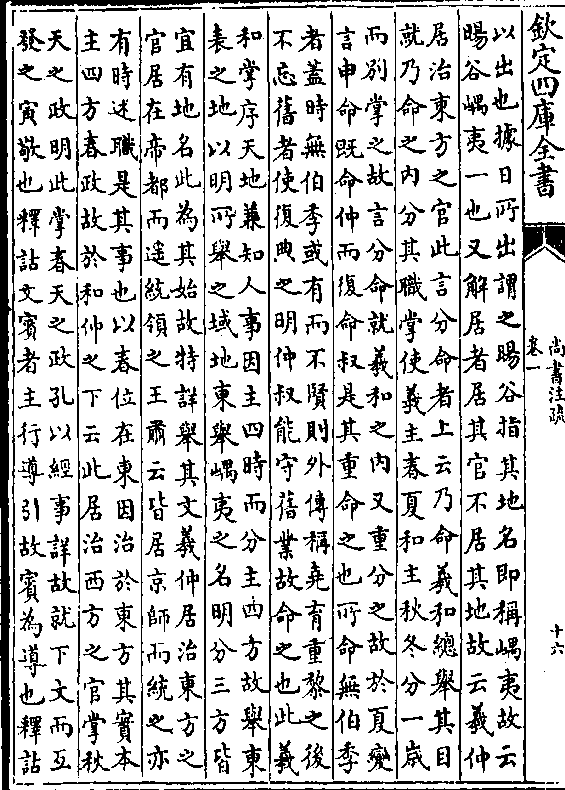 欽定四庫全書
尚書注疏
卷一
十六
以出也據日所出謂之暘谷指其地名即稱嵎夷故云
暘谷嵎夷一也又解居者居其官不居其地故云羲仲
居治東方之官此言分命者上云乃命羲和總舉其目
就乃命之內分其職掌使羲主春夏和主秋冬分一歲
而別掌之故言分命就羲和之內又重分之故於夏變
言申命既命仲而復命叔是其重命之也所命無伯季
者蓋時無伯季或有而不賢則外傳稱堯育重黎之後
不忘舊者使復典之明仲叔能守舊業故命之也此羲
和掌序天地兼知人事因主四時而分主四方故舉東
表之地以明所舉之域地東舉嵎夷之名明分三方皆
宜有地名此為其始故特詳舉其文羲仲居治東方之
官居在帝都而遥統領之王肅云皆居京師而統之亦
有時述職是其事也以春位在東因治於東方其實本
主四方春政故於和仲之下云此居治西方之官掌秋
天之政明此掌春天之政孔以經事詳故就下文而互
發之寅敬也釋詁文賓者主行導引故賓為導也釋詁